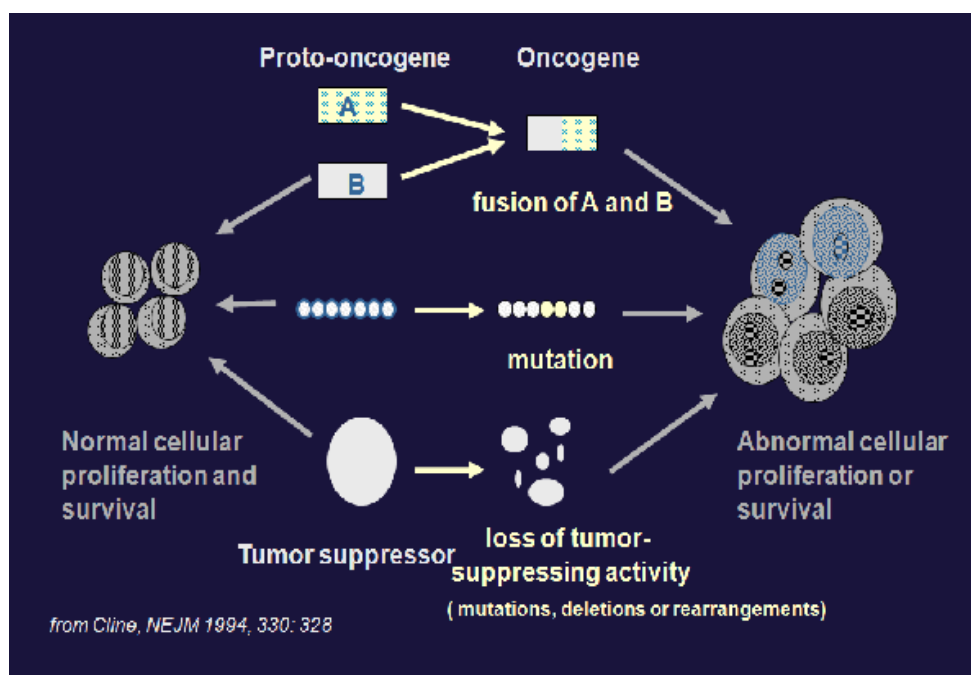 Proto-oncogene
Oncogene
A
B
fusion of A and B
mutation
Normal cellular
proliferation and
survival
Abnormal cellular
proliferation or
survival
Tumor suppressor
loss of tumor-
suppressing activity
( mutations, deletions or rearrangements)
from Cline, NEJM 1994, 330: 328